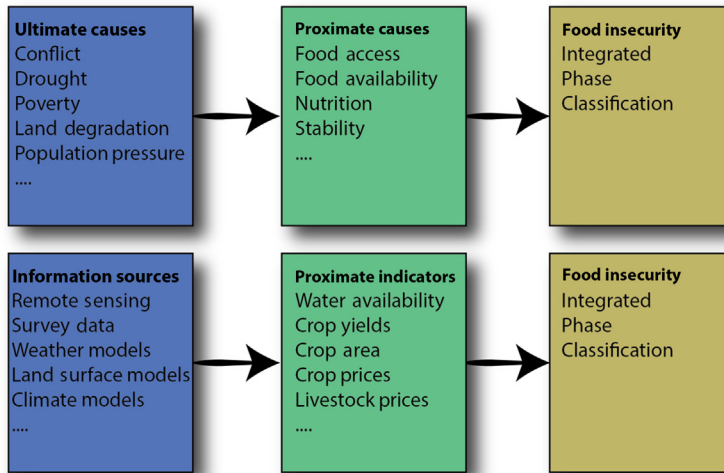 Ultimate causes
Conflict
Drought
Poverty
Land degradation
Population pressure
....
Proximate causes
Food access
Food availability
Nutrition
Stability
....
Food insecurity
Integrated
Phase
Classification
Information sources
Remote sensing
Survey data
Weather models
Land surface models
Climate models
....
Proximate indicators
Water availability
Crop yields
Crop area
Crop prices
Livestock prices
....
Food insecurity
Integrated
Phase
Classification